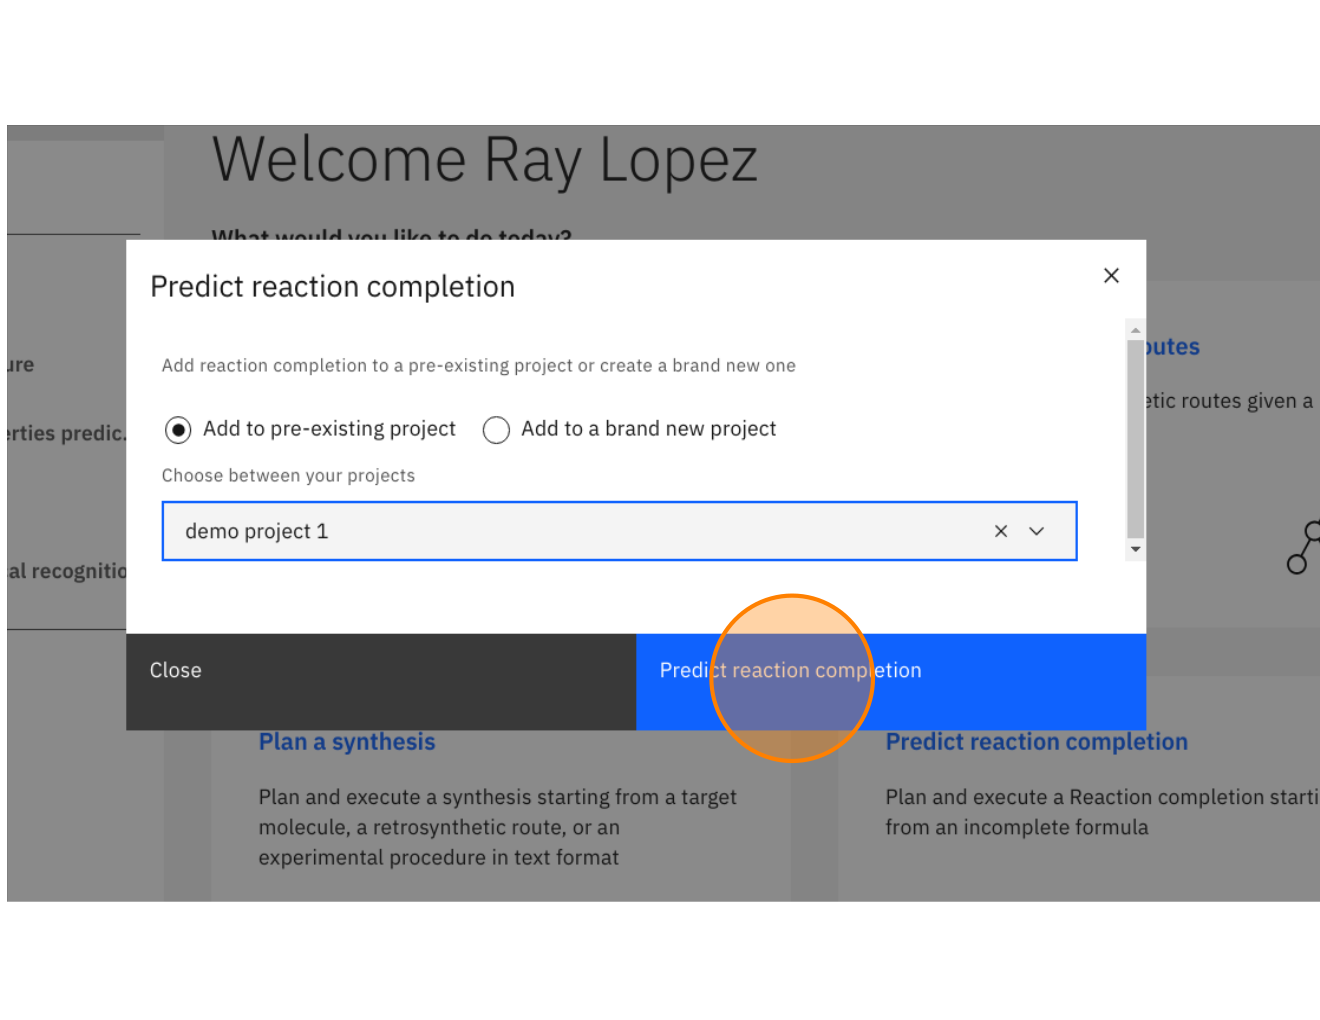 Welcome Ray Lopez
What would you like to do today?
Predict reaction completion
Add reaction completion to a pre-existing project or create a brand new one
Add to pre-existing project
Add to a brand new project
Choose between your projects
demo project 1
Close
Predict reaction completion
ure
erties predic.
al recognitio
outes
etic routes given a
Plan a synthesis
Plan and execute a synthesis starting from a target
molecule, a retrosynthetic route, or an
experimental procedure in text format
Predict reaction completion
Plan and execute a Reaction completion starti
from an incomplete formula